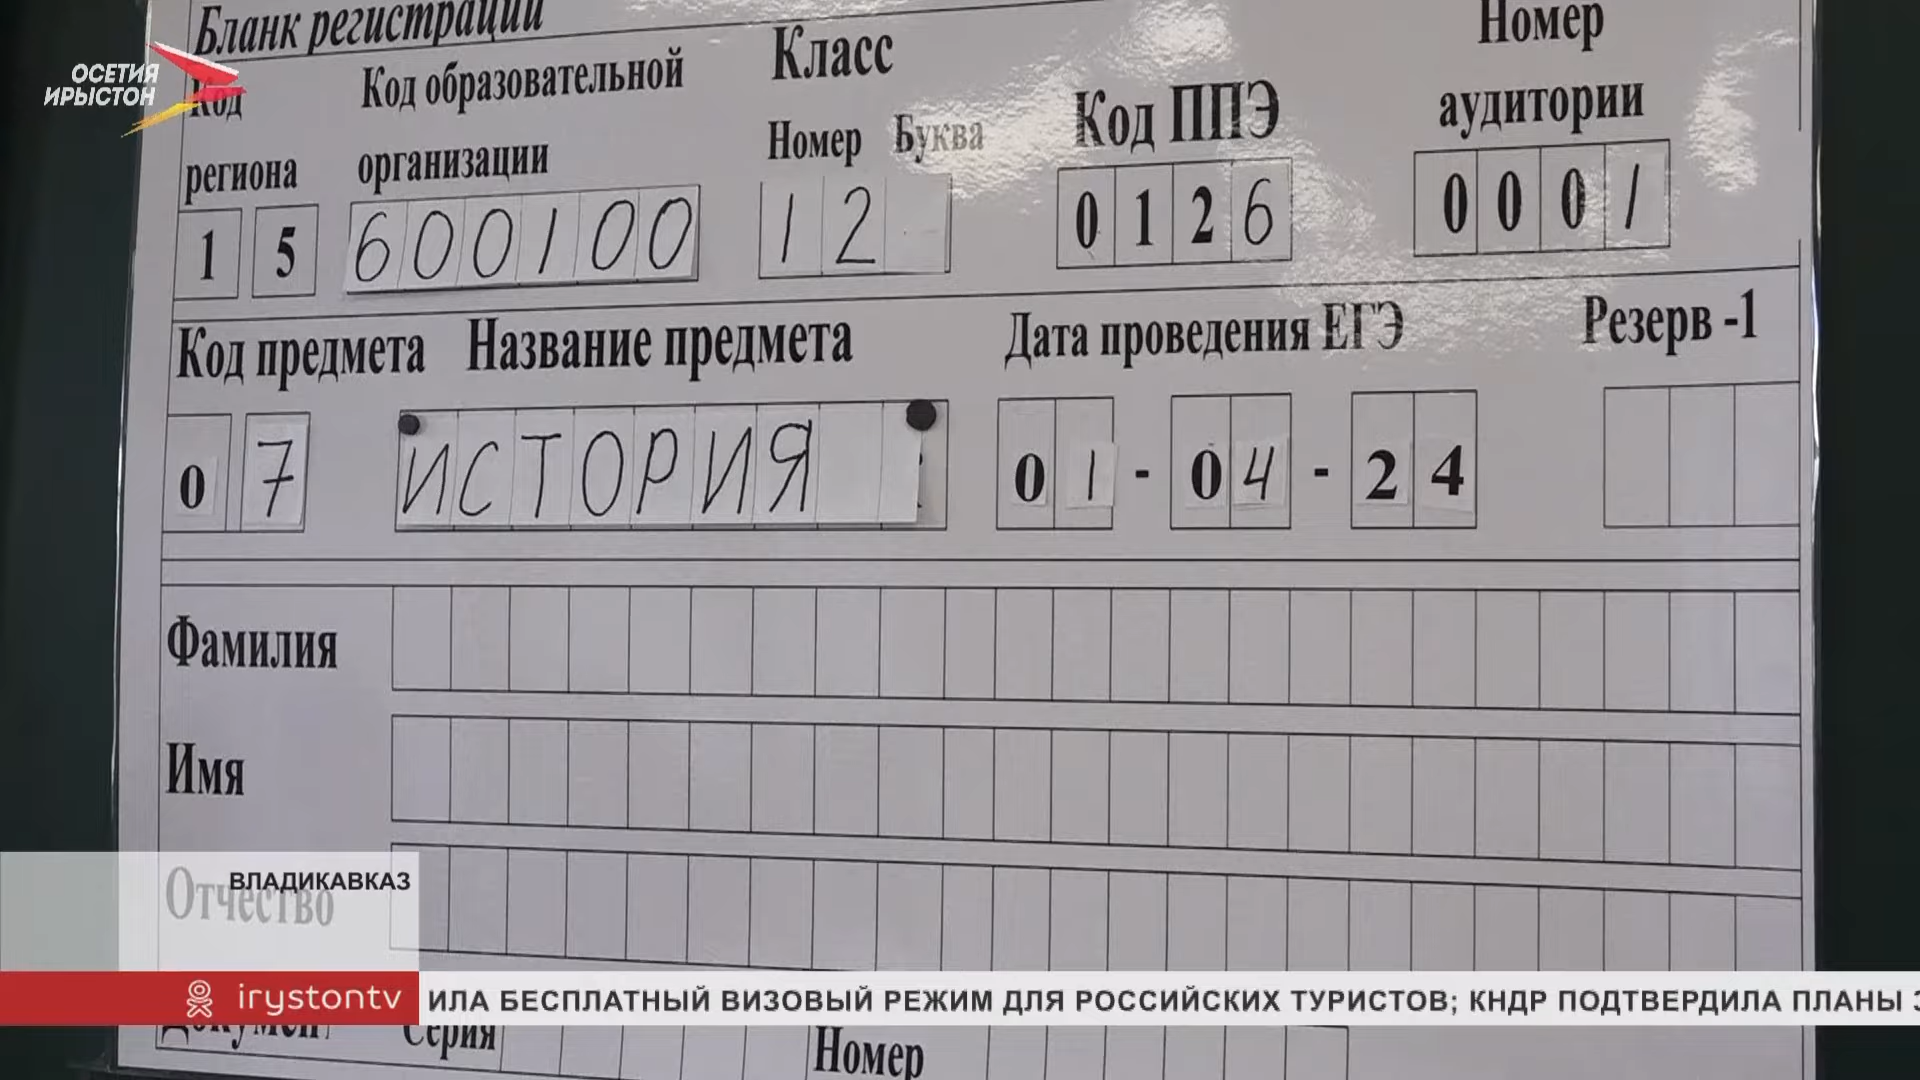 Бланк регистрации
ОСЕТИЯ
ИРЫСТОН
Код
региона
Код образовательной
организации
Класс
Номер Буква
Код ППЭ
Номер
аудитории
1 5 600100 12 0126 0001
Код предмета Название предмета Дата проведения ЕГЭ Резерв -1
07 ИСТОРИЯ 01 - 04 - 24
Фамилия
Имя
Отчество
ВЛАДИКАВКАЗ
irystontv
ИЛА БЕСПЛАТНЫЙ ВИЗОВЫЙ РЕЖИМ ДЛЯ РОССИЙСКИХ ТУРИСТОВ; КНДР ПОДТВЕРДИЛА ПЛАНЫ
Документ Серия Номер